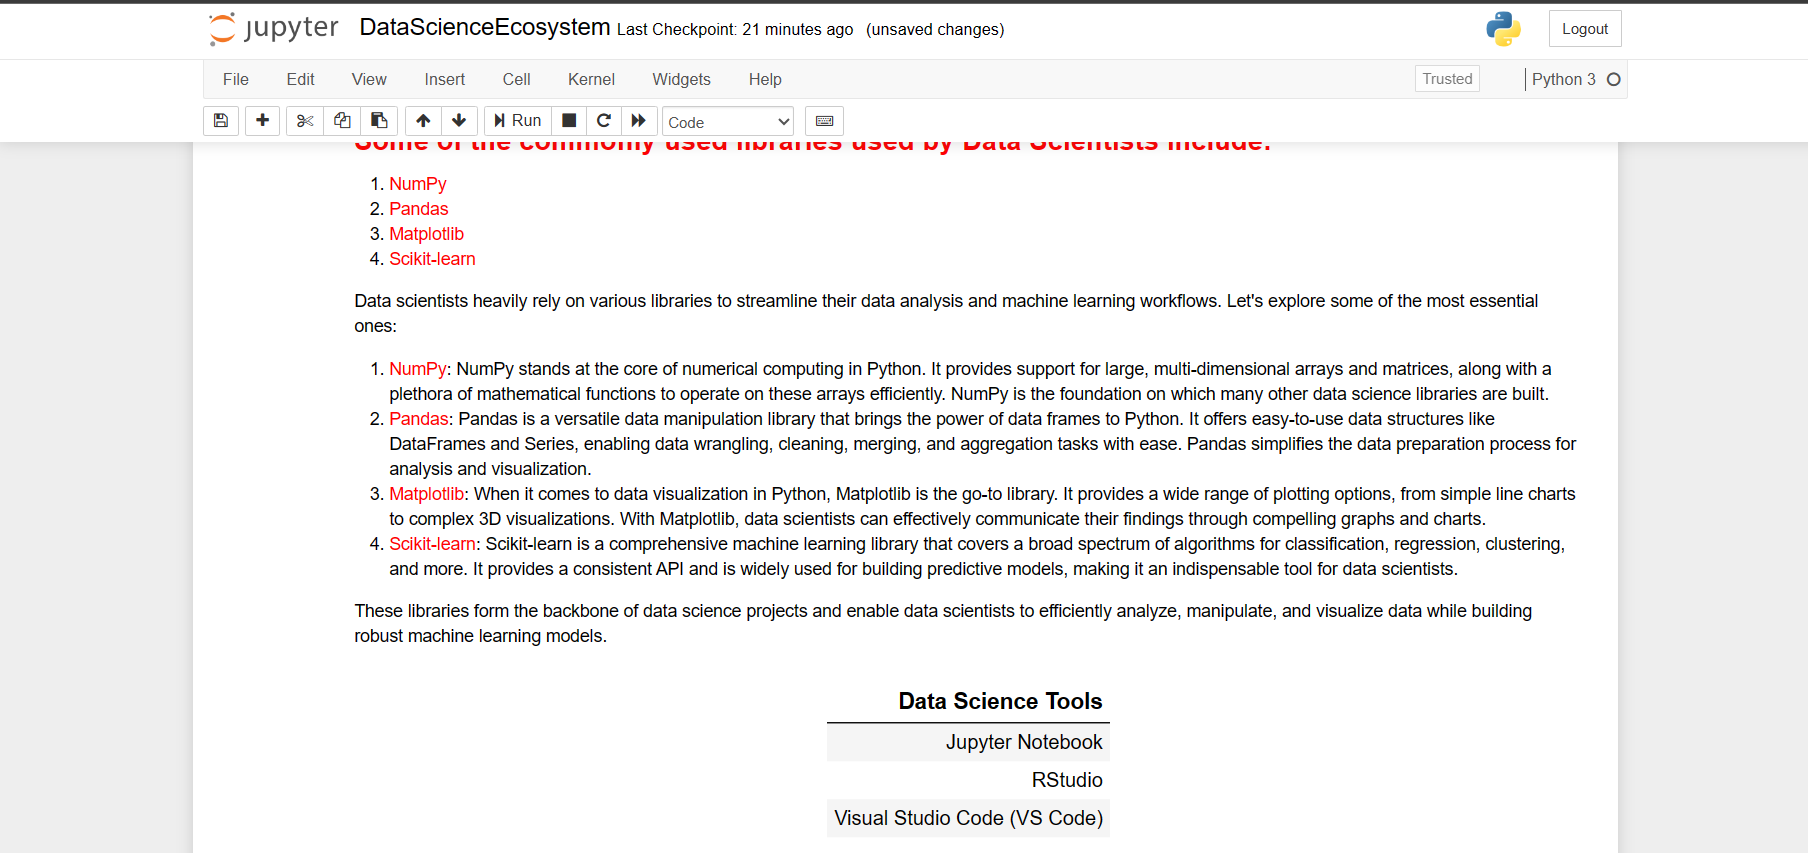 jupyter DataScienceEcosystem Last Checkpoint: 21 minutes ago (unsaved changes) Logout
File Edit View Insert Cell Kernel Widgets Help Trusted Python 3
Run Code
Some of the commonly used libraries used by Data Scientists include:
1. NumPy
2. Pandas
3. Matplotlib
4. Scikit-learn
Data scientists heavily rely on various libraries to streamline their data analysis and machine learning workflows. Let's explore some of the most essential
ones:
1. NumPy: NumPy stands at the core of numerical computing in Python. It provides support for large, multi-dimensional arrays and matrices, along with a
plethora of mathematical functions to operate on these arrays efficiently. NumPy is the foundation on which many other data science libraries are built.
2. Pandas: Pandas is a versatile data manipulation library that brings the power of data frames to Python. It offers easy-to-use data structures like
DataFrames and Series, enabling data wrangling, cleaning, merging, and aggregation tasks with ease. Pandas simplifies the data preparation process for
analysis and visualization.
3. Matplotlib: When it comes to data visualization in Python, Matplotlib is the go-to library. It provides a wide range of plotting options, from simple line charts
to complex 3D visualizations. With Matplotlib, data scientists can effectively communicate their findings through compelling graphs and charts.
4. Scikit-learn: Scikit-learn is a comprehensive machine learning library that covers a broad spectrum of algorithms for classification, regression, clustering,
and more. It provides a consistent API and is widely used for building predictive models, making it an indispensable tool for data scientists.
These libraries form the backbone of data science projects and enable data scientists to efficiently analyze, manipulate, and visualize data while building
robust machine learning models.
Data Science Tools
Jupyter Notebook
RStudio
Visual Studio Code (VS Code)